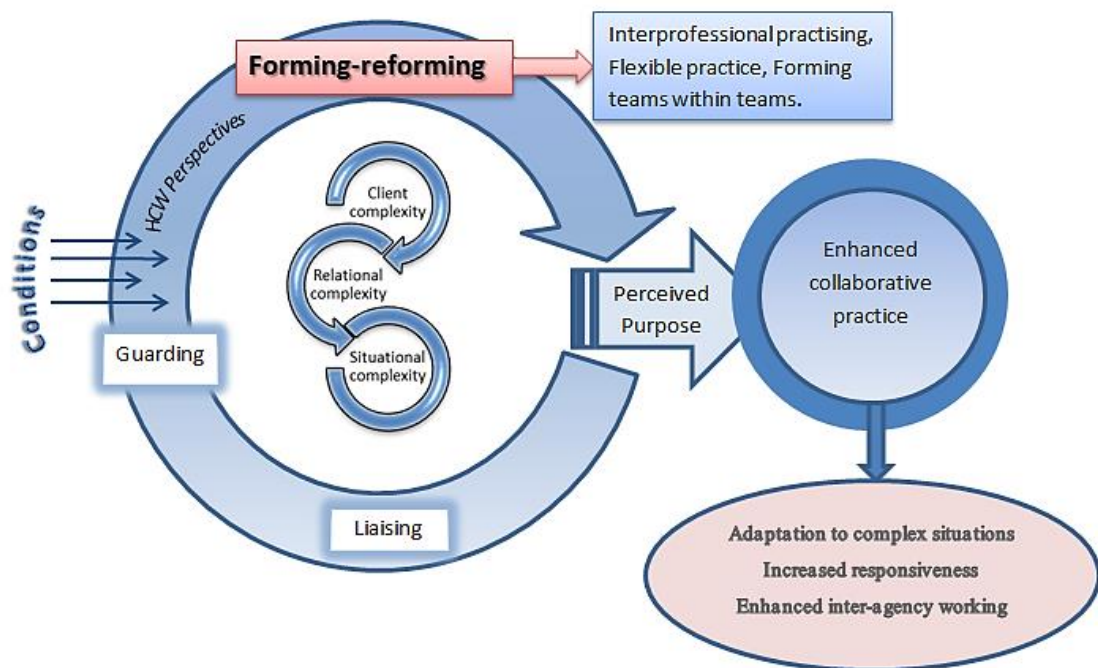 Forming-reforming
Interprofessional practising,
Flexible practice, Forming
teams within teams.
HCW Perspectives
Conditions
Client
complexity
Relational
complexity
Situational
complexity
Guarding
Liaising
Perceived
Purpose
Enhanced
collaborative
practice
Adaptation to complex situations
Increased responsiveness
Enhanced inter-agency working